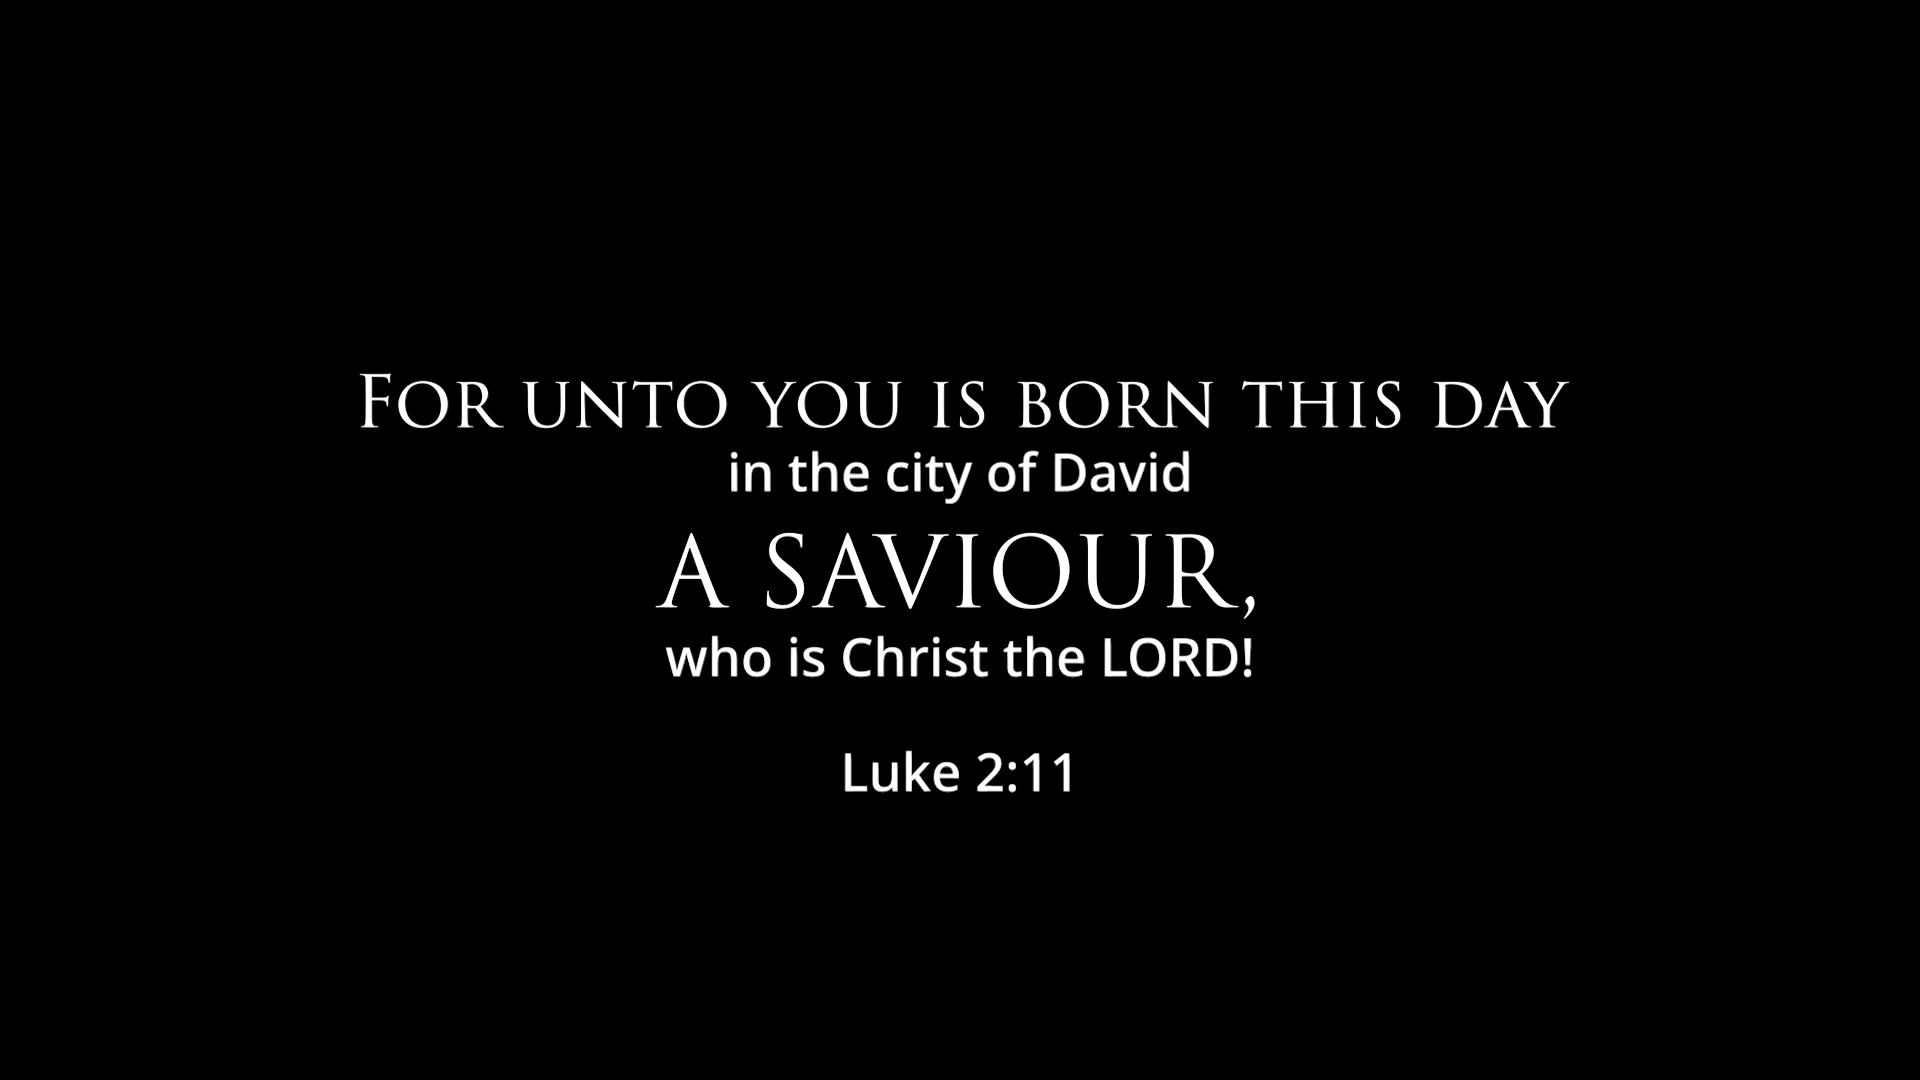 For unto you is born this day
in the city of David
A SAVIOUR,
who is Christ the LORD!
Luke 2:11